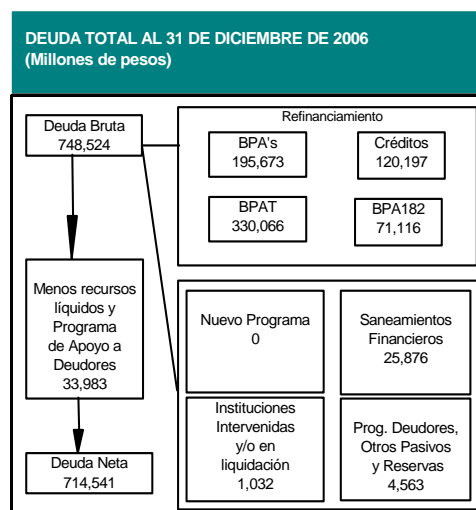 DEUDA TOTAL AL 31 DE DICIEMBRE DE 2006
(Millones de pesos)
Deuda Bruta
748,524
Refinanciamiento
BPA's
195,673
Créditos
120,197
BPAT
330,066
BPA182
71,116
Menos recursos
líquidos y
Programa
de Apoyo a
Deudores
33,983
Nuevo Programa
0
Saneamientos
Financieros
25,876
Instituciones
Intervenidas
y/o en
liquidación
1,032
Prog. Deudores,
Otros Pasivos
y Reservas
4,563
Deuda Neta
714,541